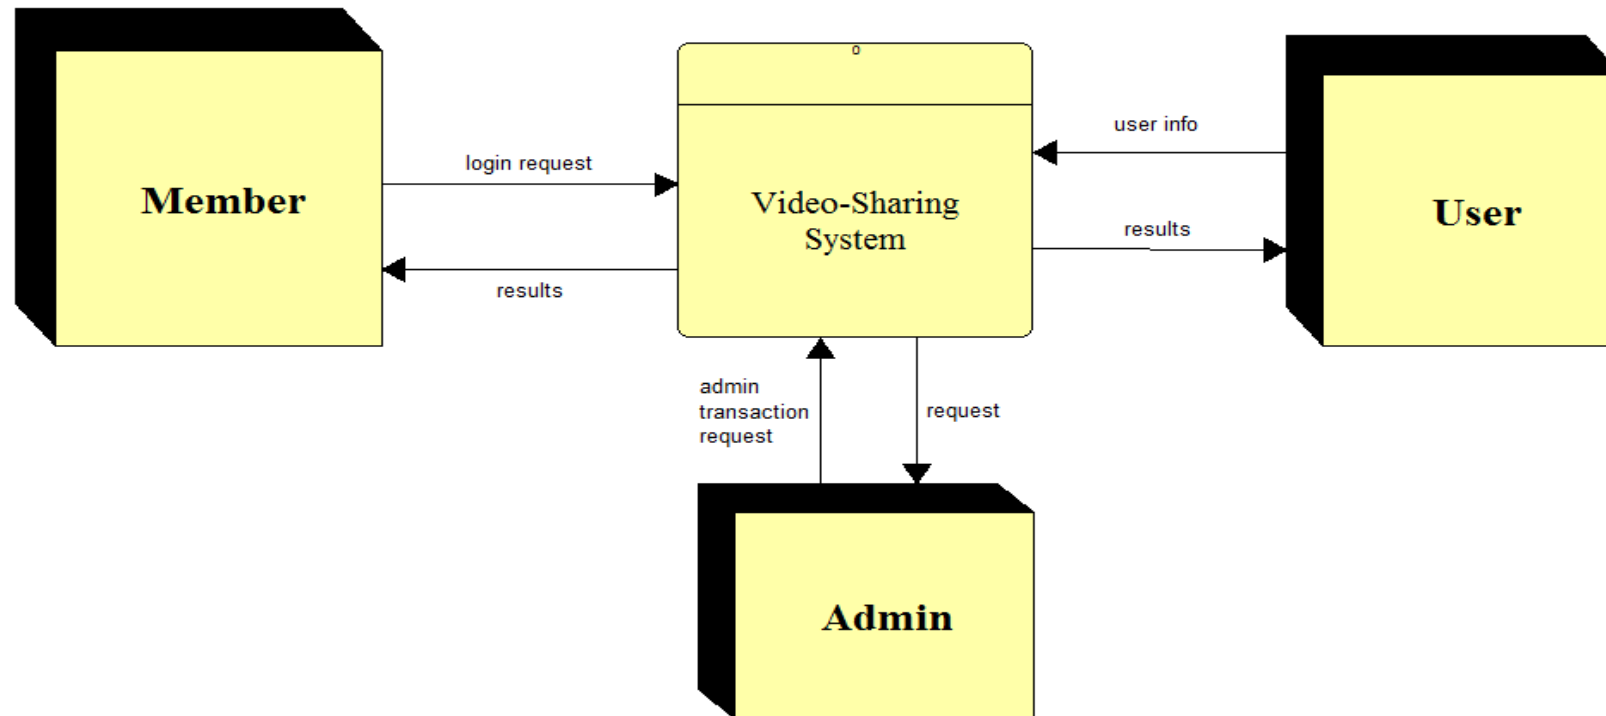 0
user info
login request
Member
Video-Sharing
System
User
results
results
admin
transaction
request
request
Admin